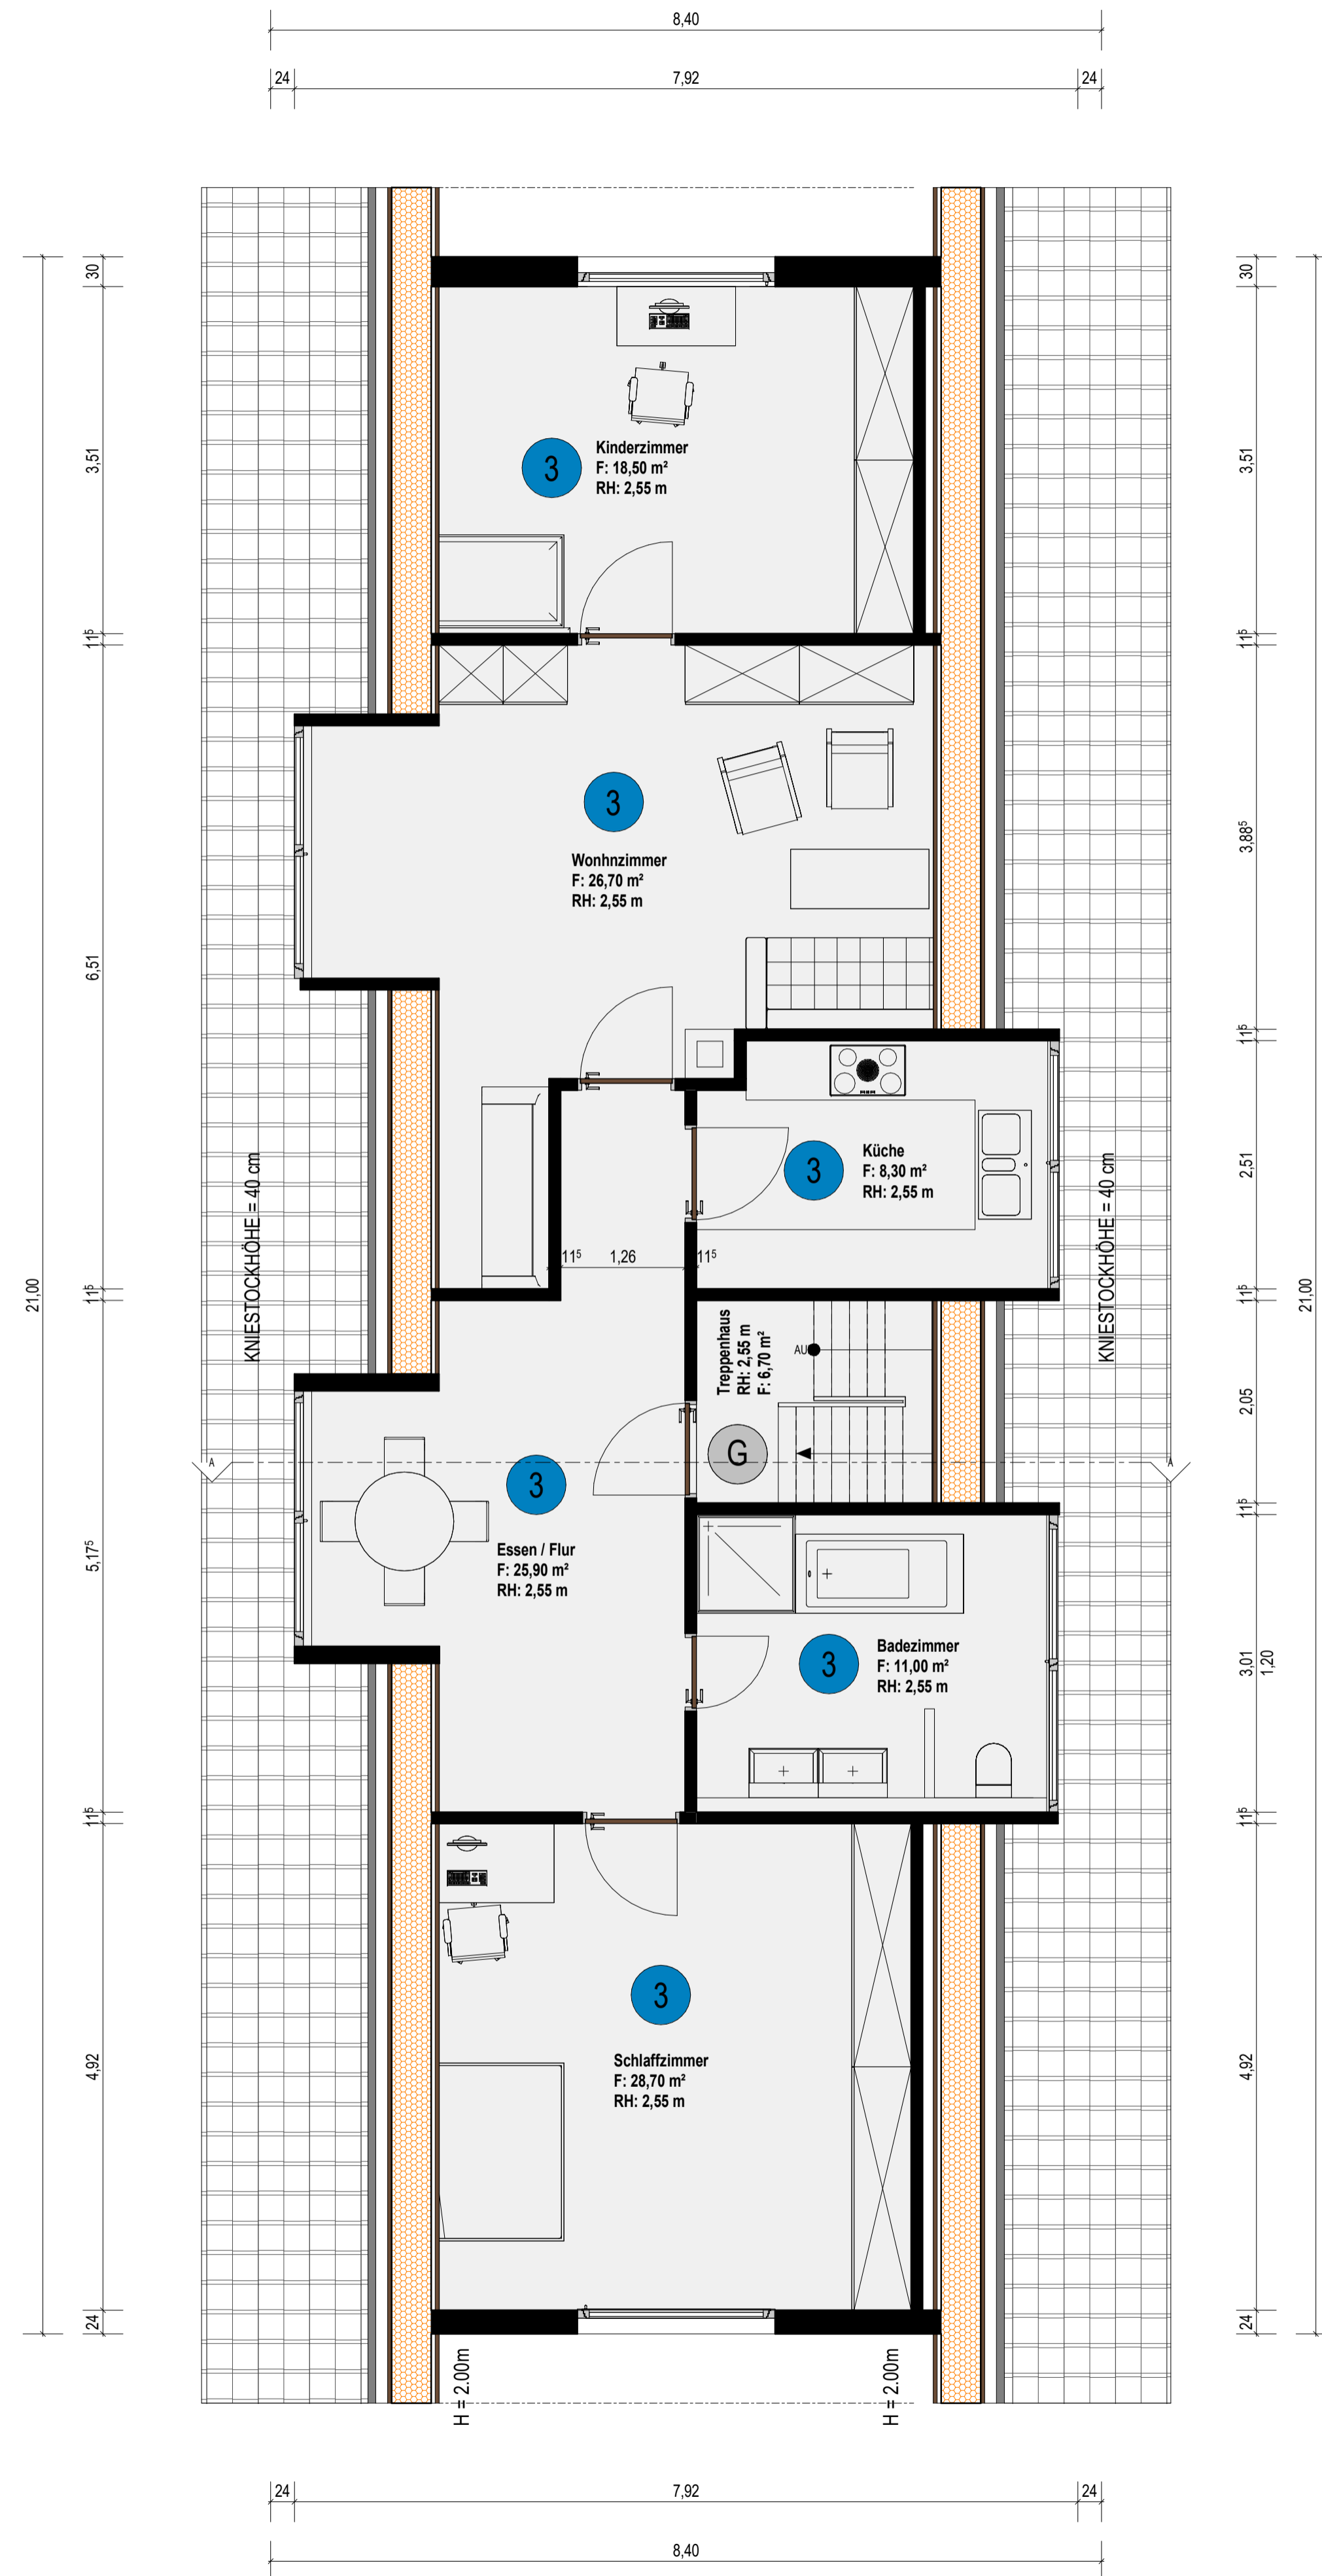 8,40
24
7,92
24
30
30
3,51
3,51
3
Kinderzimmer
F: 18,50 m²
RH: 2,55 m
11⁵
11⁵
3
Wonhnzimmer
F: 26,70 m²
RH: 2,55 m
3,88⁵
6,51
11⁵
3
Küche
F: 8,30 m²
RH: 2,55 m
2,51
KNIESTOCKHÖHE = 40 cm
KNIESTOCKHÖHE = 40 cm
11⁵
1,26
11⁵
21,00
21,00
11⁵
11⁵
Treppenhaus
RH: 2,55 m
F: 6,70 m²
AU
2,05
G
A
A
3
Essen / Flur
F: 25,90 m²
RH: 2,55 m
5,17⁵
11⁵
3
Badezimmer
F: 11,00 m²
RH: 2,55 m
3,01
1,20
11⁵
11⁵
3
Schlaffzimmer
F: 28,70 m²
RH: 2,55 m
4,92
4,92
24
24
H = 2.00m
H = 2.00m
24
7,92
24
8,40